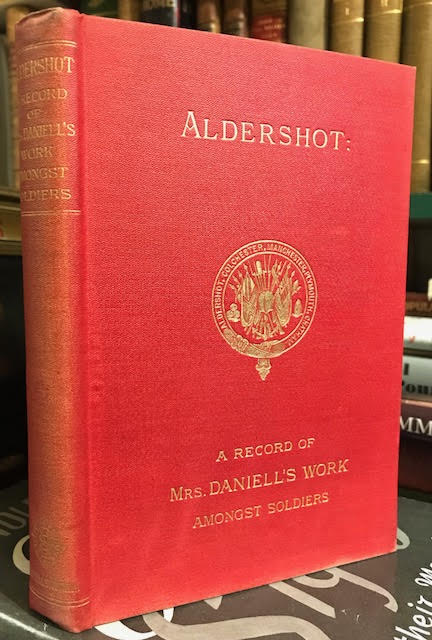 ALDERSHOT:
ALDERSHOT, COLCHESTER, MANCHESTER, PLYMOUTH, CHATHAM
A RECORD OF
MRS. DANIELL'S WORK
AMONGST SOLDIERS
ALDERSHOT
A RECORD
OF
MRS. DANIELL'S
WORK
AMONGST
SOLDIERS